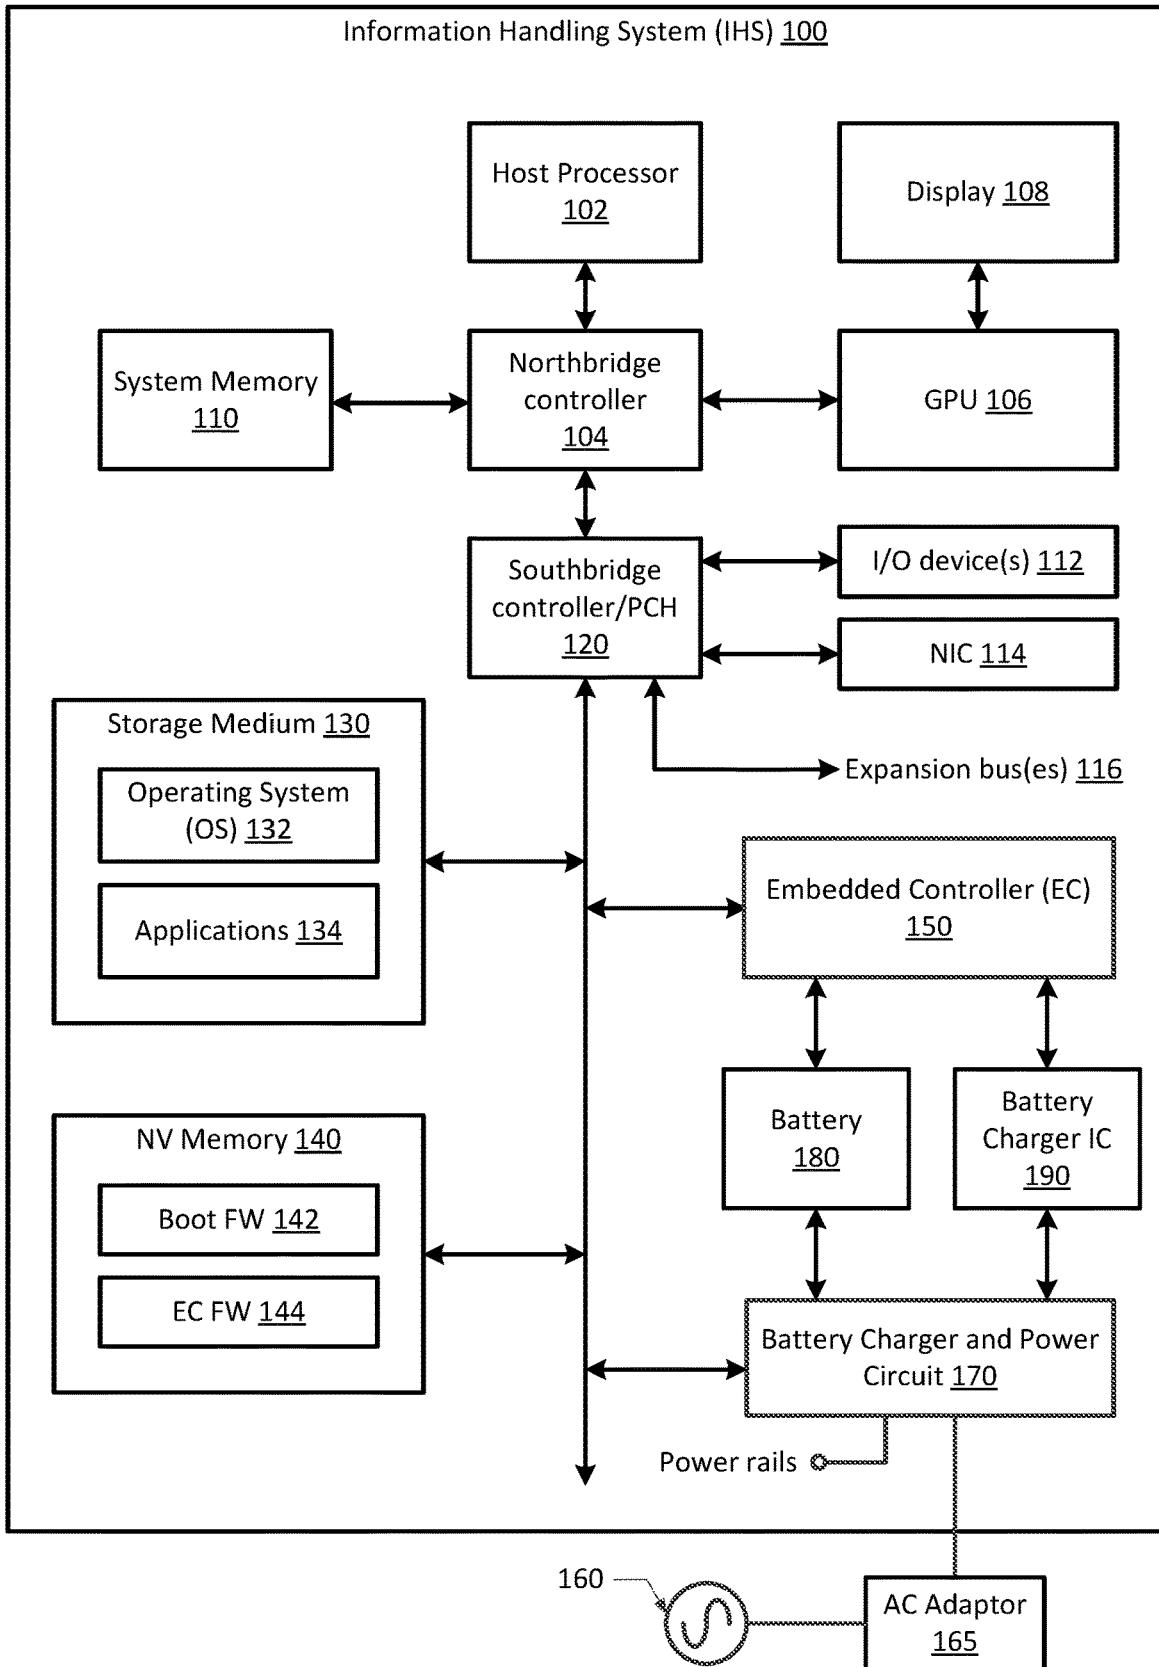 Information Handling System (IHS) 100
Host Processor
102
Display 108
System Memory
110
Northbridge
controller
104
GPU 106
Southbridge
controller/PCH
120
I/O device(s) 112
NIC 114
Expansion bus(es) 116
Storage Medium 130
Operating System
(OS) 132
Applications 134
Embedded Controller (EC)
150
Battery
180
Battery
Charger IC
190
NV Memory 140
Boot FW 142
EC FW 144
Battery Charger and Power
Circuit 170
Power rails
160
AC Adaptor
165